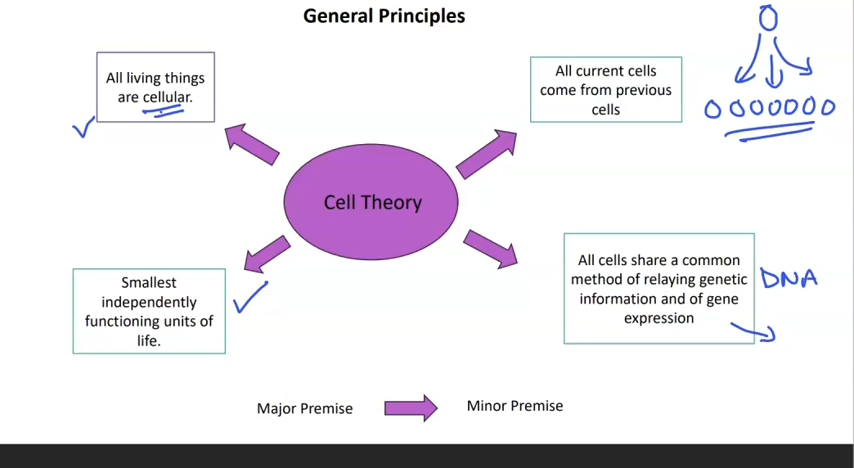 General Principles
All living things
are cellular.
All current cells
come from previous
cells
Cell Theory
Smallest
independently
functioning units of
life.
All cells share a common
method of relaying genetic
information and of gene
expression
DNA
Major Premise
Minor Premise